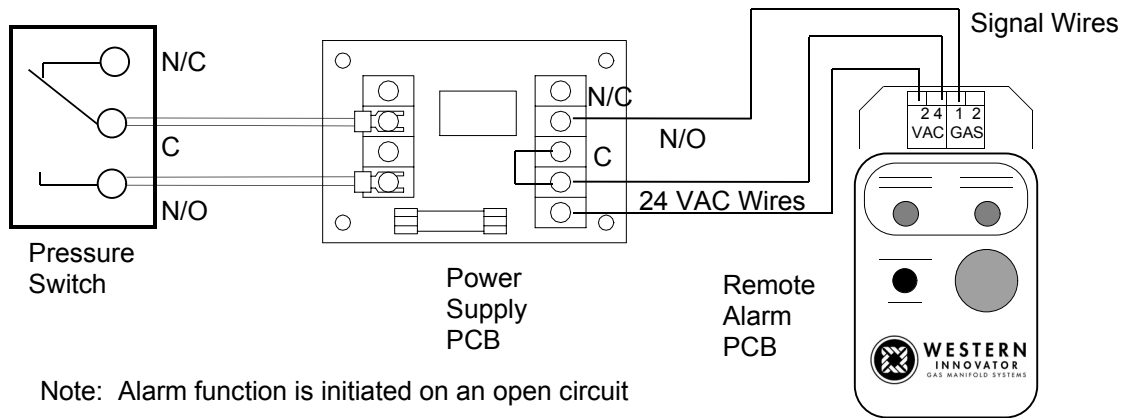 Signal Wires
N/C
C
N/O
Pressure
Switch
N/C
N/O
C
24 VAC Wires
Power
Supply
PCB
2 4 1 2
VAC GAS
Remote
Alarm
PCB
WESTERN
INNOVATOR
GAS MANIFOLD SYSTEMS
Note: Alarm function is initiated on an open circuit